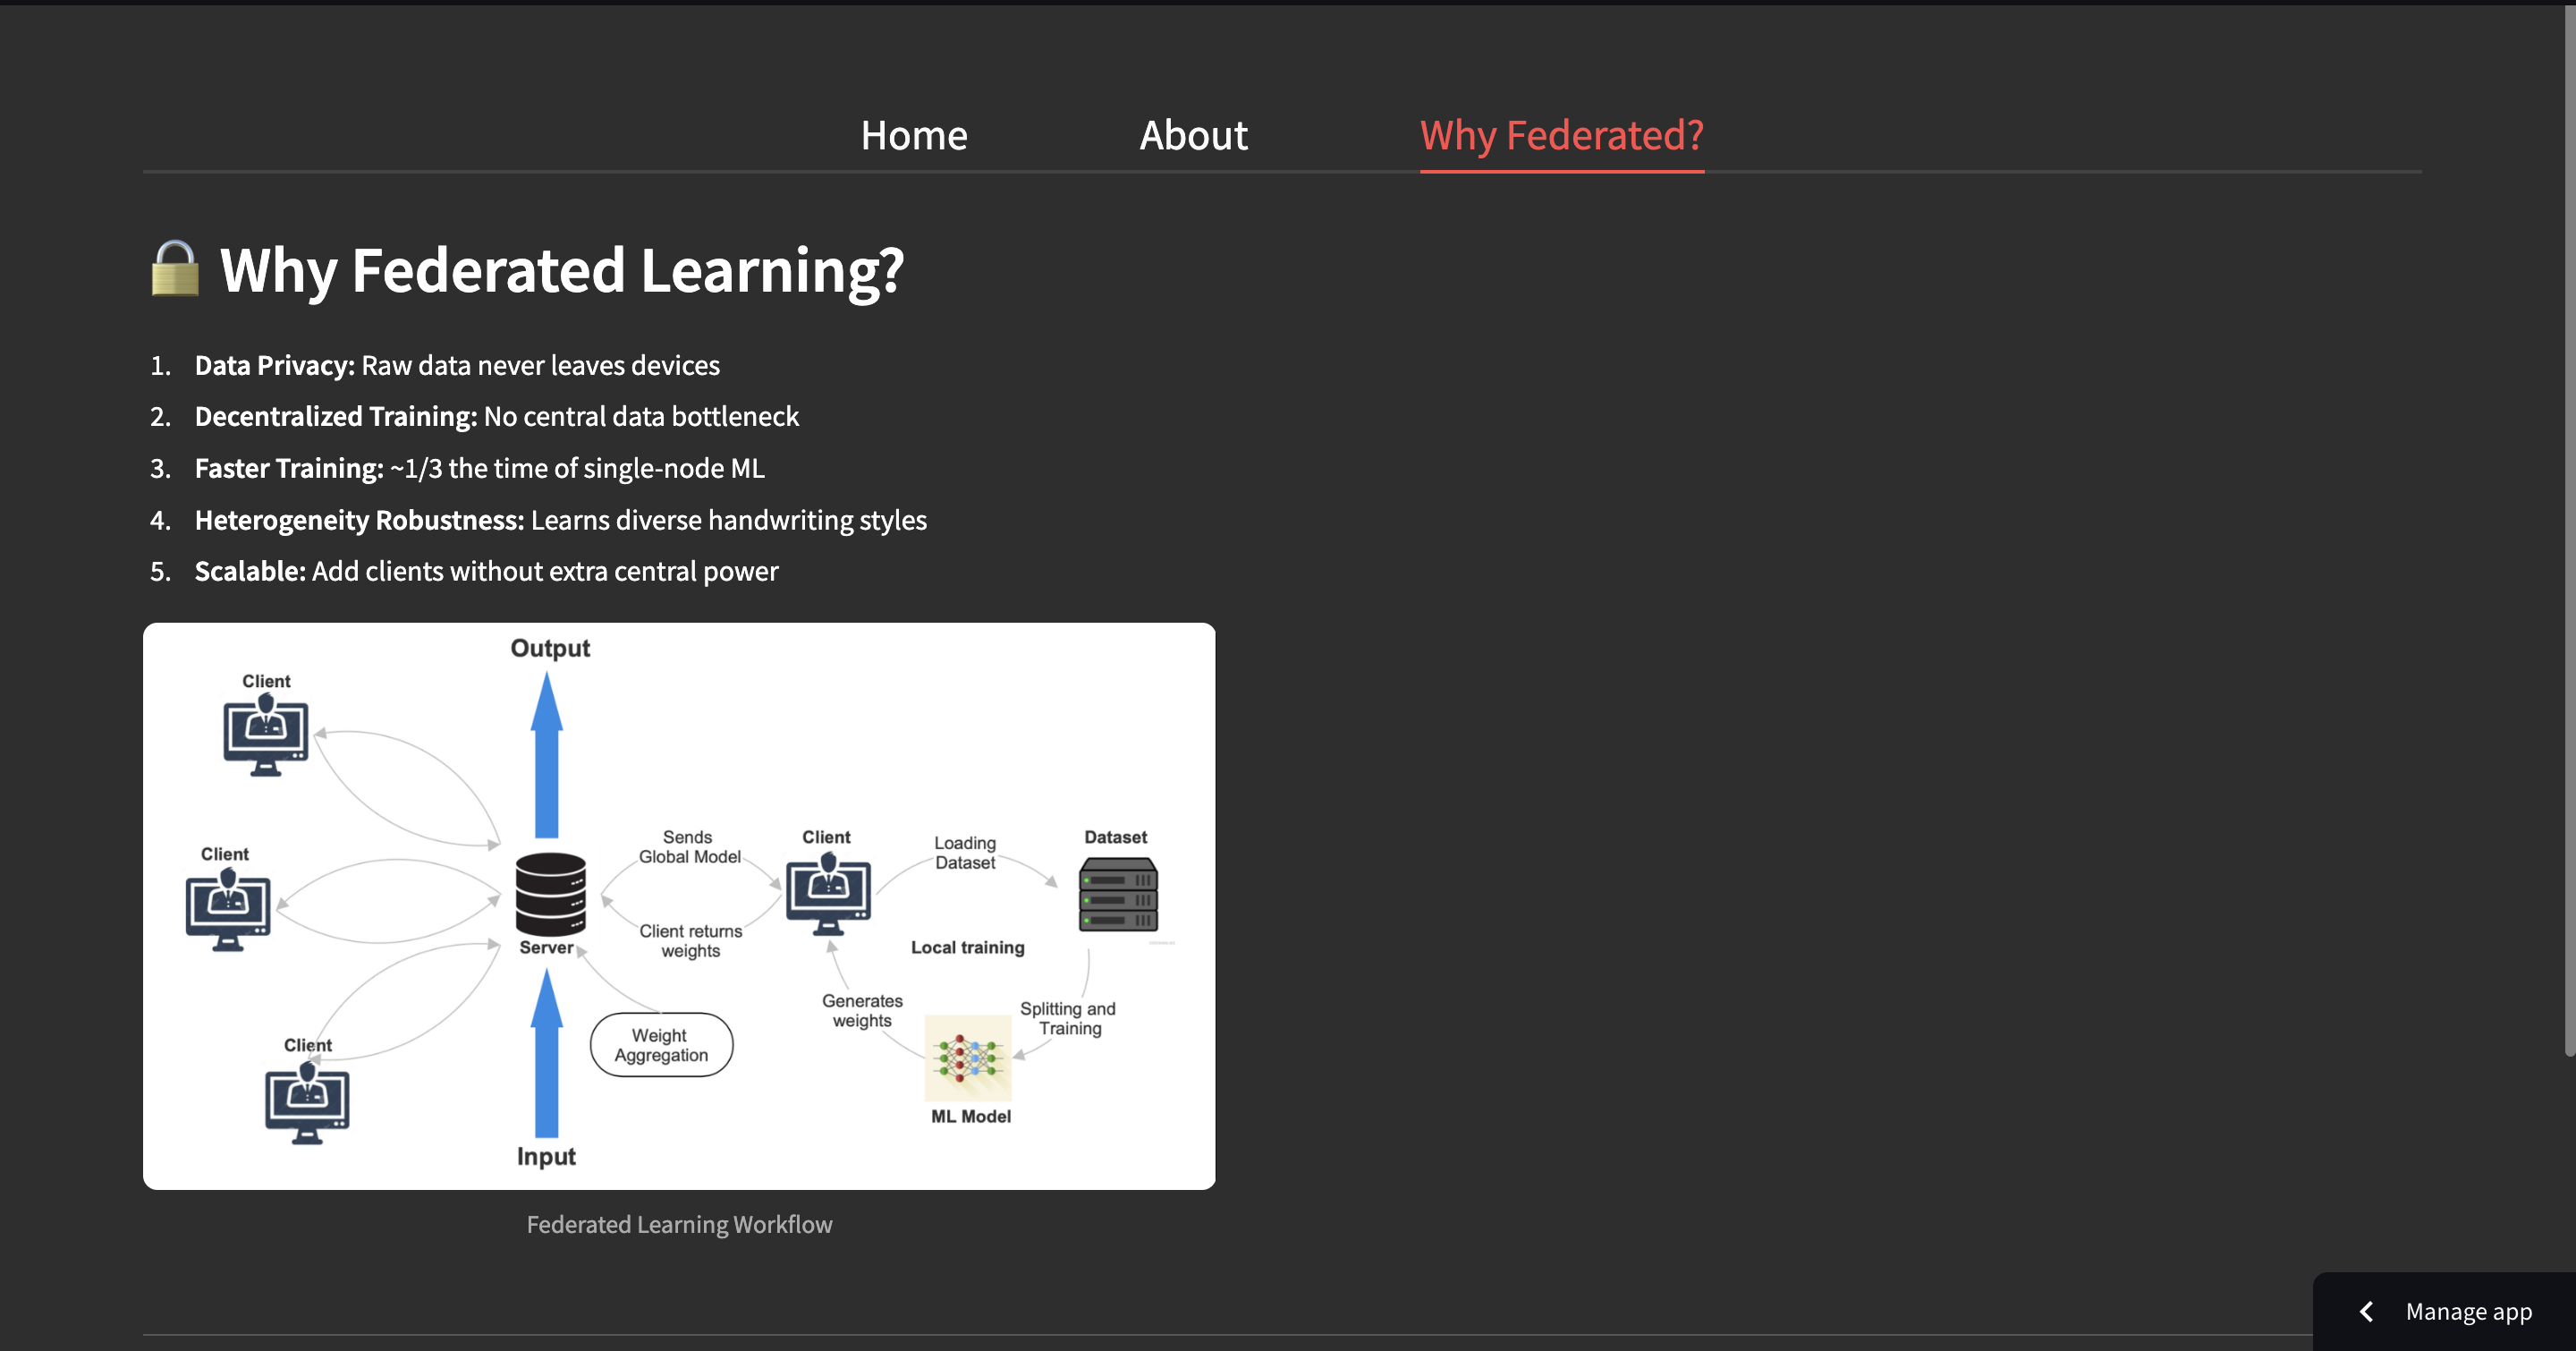 Home About Why Federated?
🔒 Why Federated Learning?
1. Data Privacy: Raw data never leaves devices
2. Decentralized Training: No central data bottleneck
3. Faster Training: ~1/3 the time of single-node ML
4. Heterogeneity Robustness: Learns diverse handwriting styles
5. Scalable: Add clients without extra central power
Output
Client
Client
Client
Server
Input
Sends
Global Model
Client returns
weights
Weight
Aggregation
Client
Loading
Dataset
Dataset
Local training
Generates
weights
Splitting and
Training
ML Model
Federated Learning Workflow
Manage app